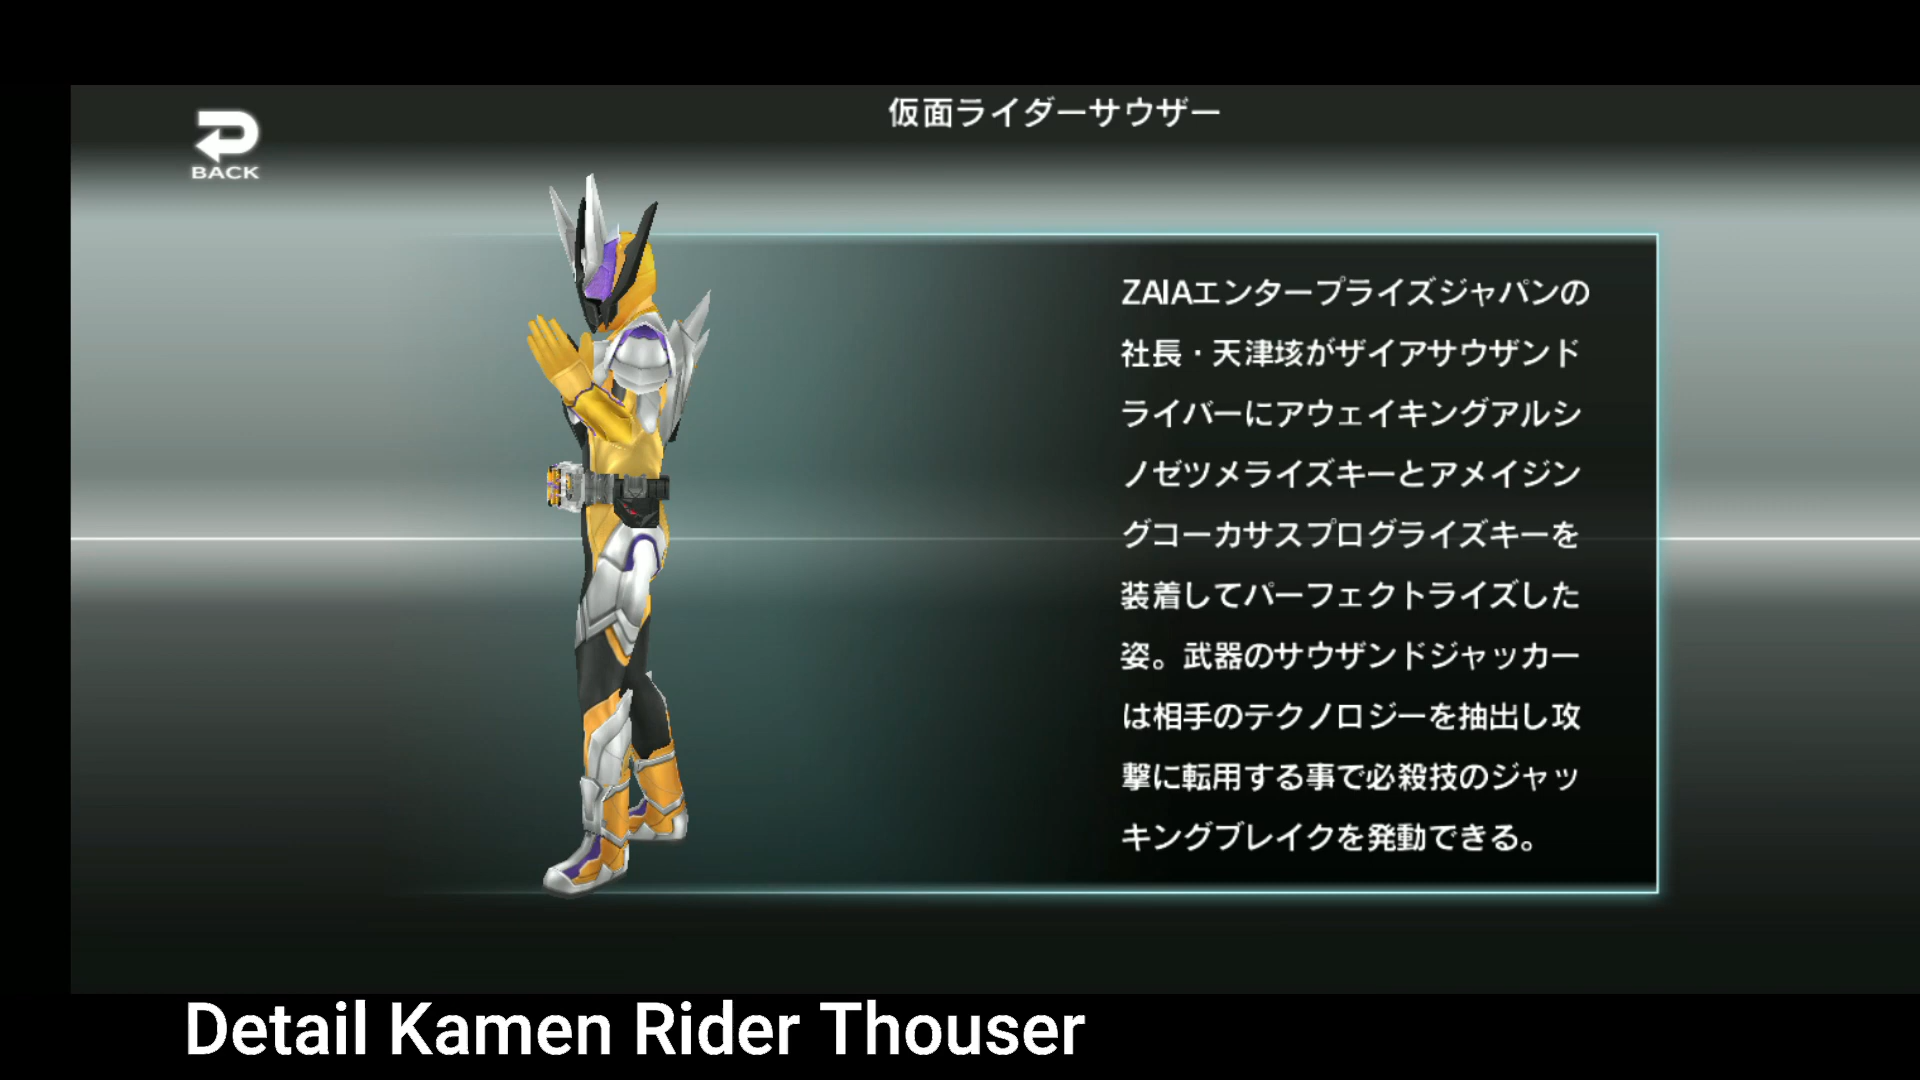 仮面ライダーサウザー
BACK
ZAIAエンタープライズジャパンの
社長・天津垓がザイアサウザンド
ライバーにアウェイキングアルシ
ノゼツメライズキーとアメイジン
グコーカサスプログライズキーを
装着してパーフェクトライズした
姿。武器のサウザンドジャッカー
は相手のテクノロジーを抽出し攻
撃に転用する事で必殺技のジャッ
キングブレイクを発動できる。
Detail Kamen Rider Thouser